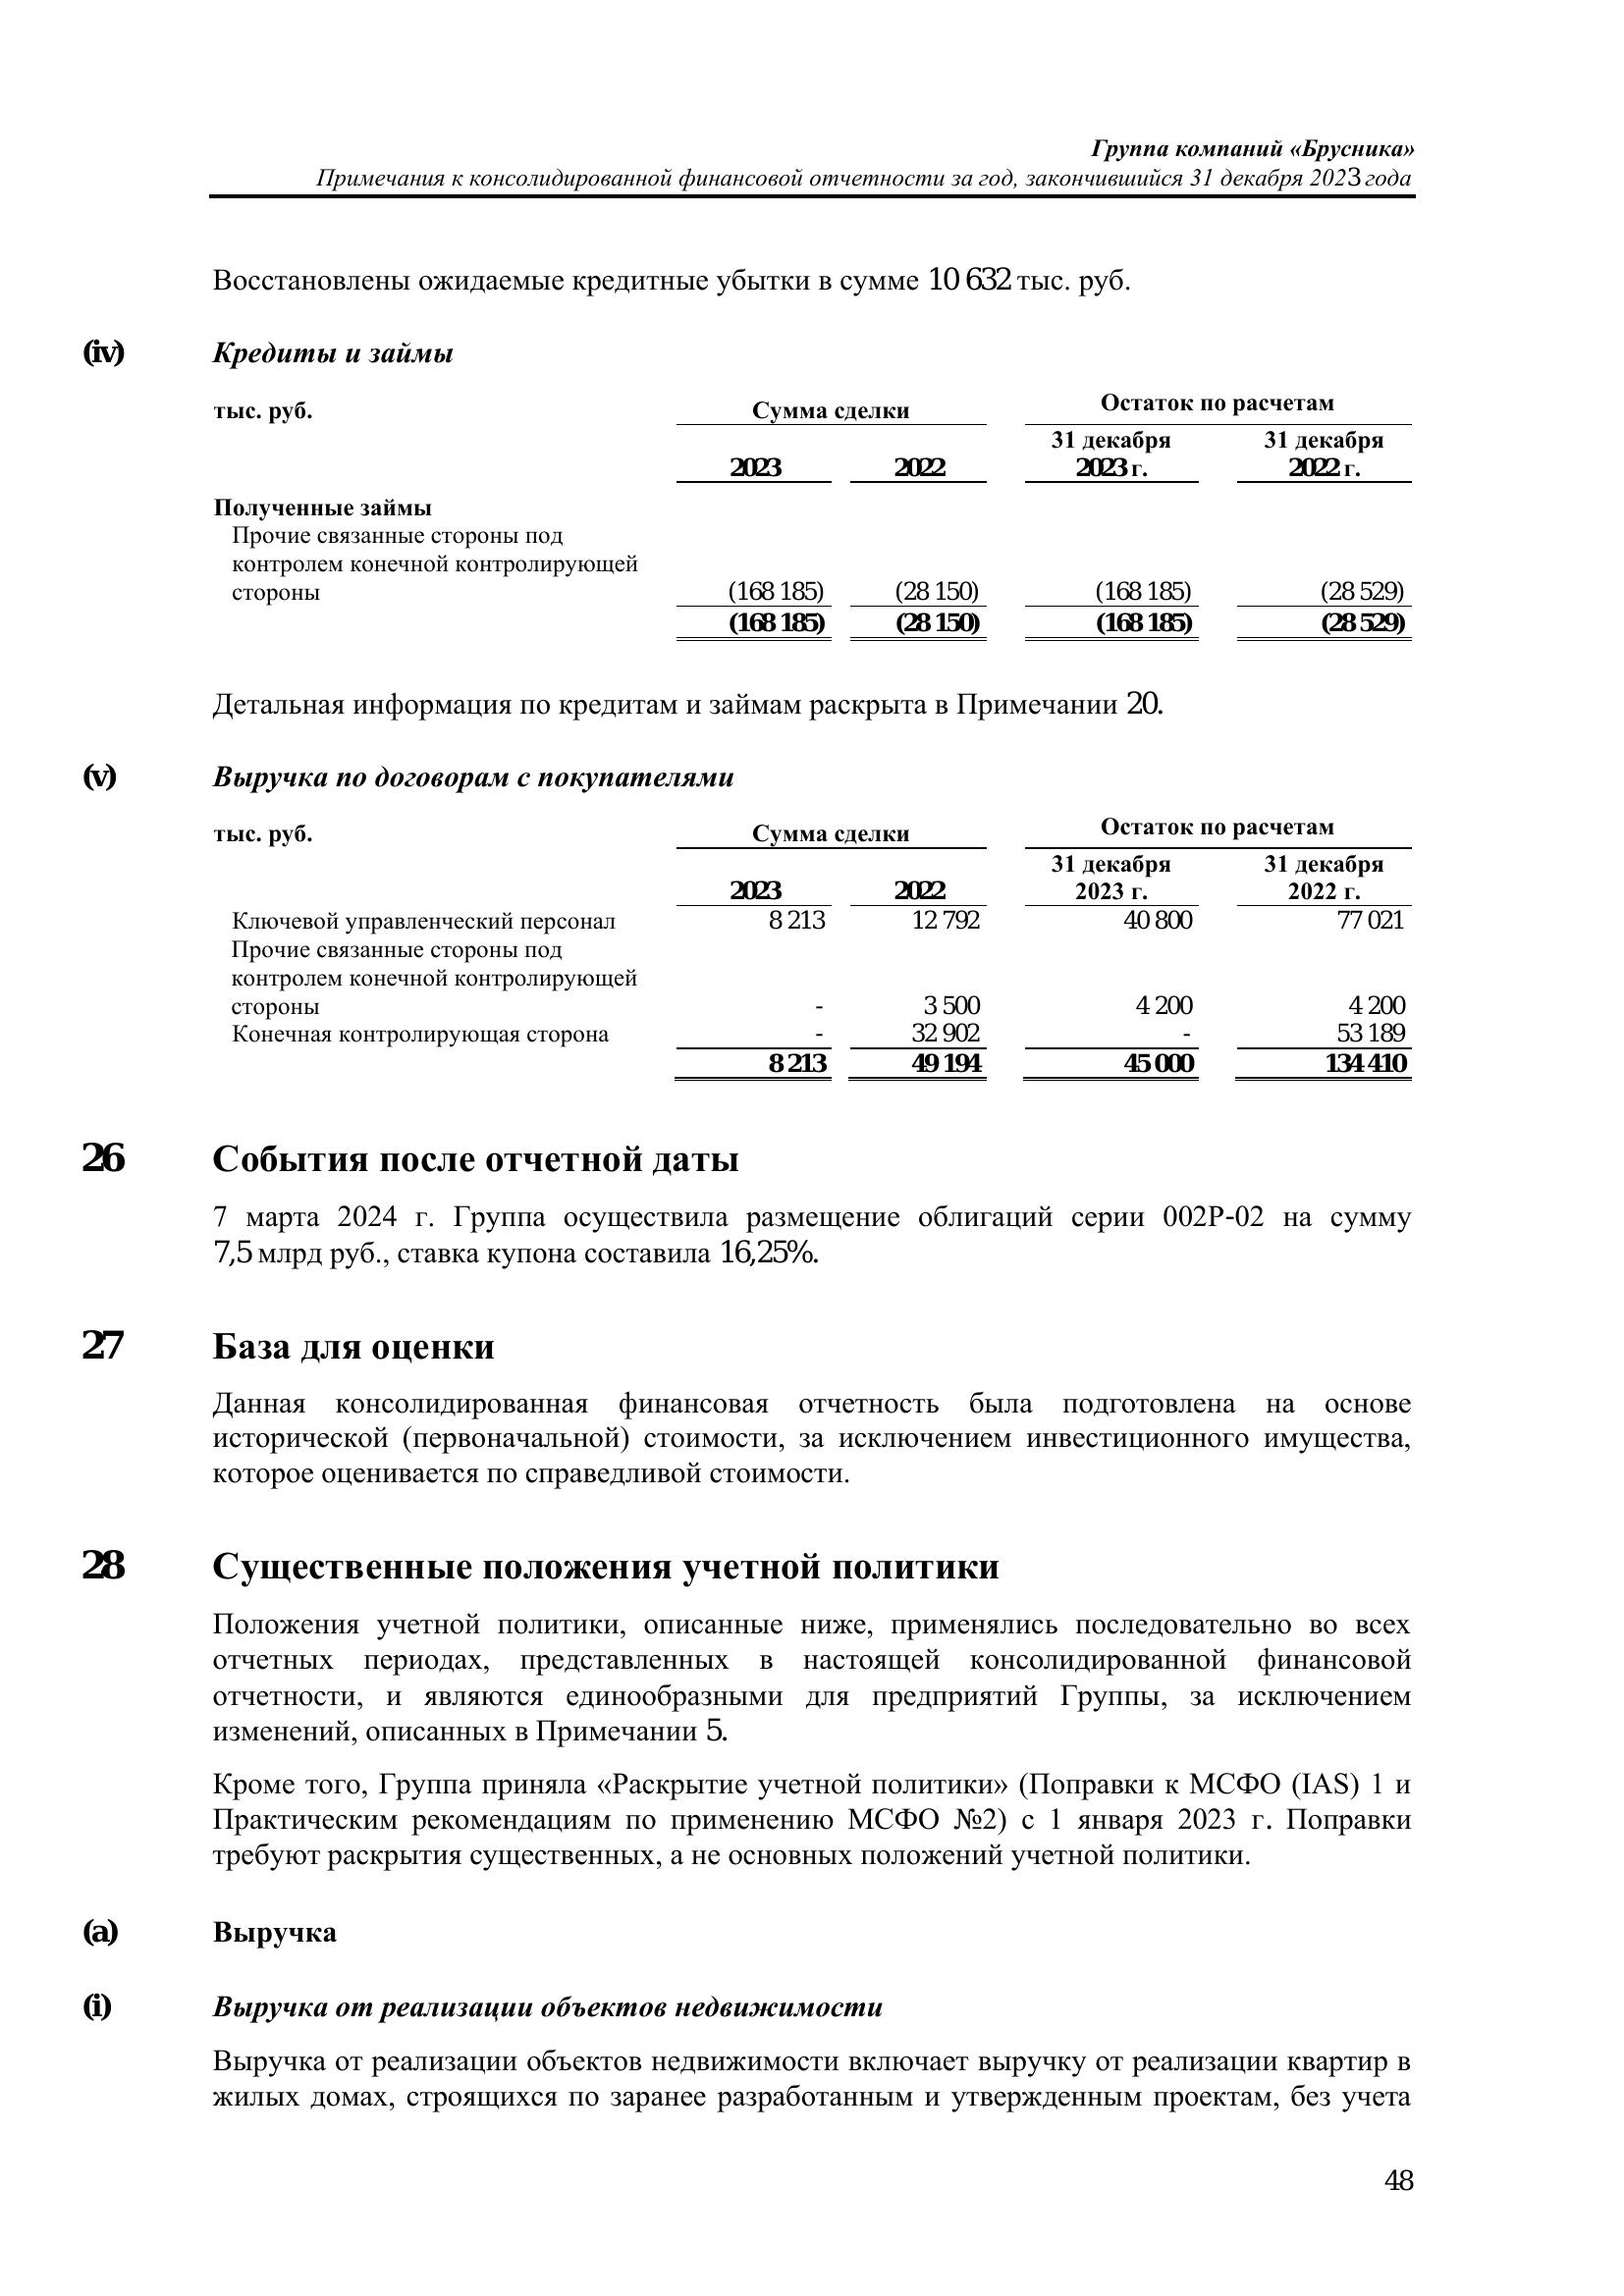 Группа компаний «Брусника»
Примечания к консолидированной финансовой отчетности за год, закончившийся 31 декабря 2023 года
Восстановлены ожидаемые кредитные убытки в сумме 10 632 тыс. руб.
(iv) Кредиты и займы
тыс. руб. Сумма сделки Остаток по расчетам
31 декабря 31 декабря
2023 2022 2023 г. 2022 г.
Полученные займы
Прочие связанные стороны под
контролем конечной контролирующей
стороны (168 185) (28 150) (168 185) (28 529)
(168 185) (28 150) (168 185) (28 529)
Детальная информация по кредитам и займам раскрыта в Примечании 20.
(v) Выручка по договорам с покупателями
тыс. руб. Сумма сделки Остаток по расчетам
31 декабря 31 декабря
2023 2022 2023 г. 2022 г.
Ключевой управленческий персонал 8 213 12 792 40 800 77 021
Прочие связанные стороны под
контролем конечной контролирующей
стороны - 3 500 4 200 4 200
Конечная контролирующая сторона - 32 902 - 53 189
8 213 49 194 45 000 134 410
26 События после отчетной даты
7 марта 2024 г. Группа осуществила размещение облигаций серии 002P-02 на сумму
7,5 млрд руб., ставка купона составила 16,25%.
27 База для оценки
Данная консолидированная финансовая отчетность была подготовлена на основе
исторической (первоначальной) стоимости, за исключением инвестиционного имущества,
которое оценивается по справедливой стоимости.
28 Существенные положения учетной политики
Положения учетной политики, описанные ниже, применялись последовательно во всех
отчетных периодах, представленных в настоящей консолидированной финансовой
отчетности, и являются единообразными для предприятий Группы, за исключением
изменений, описанных в Примечании 5.
Кроме того, Группа приняла «Раскрытие учетной политики» (Поправки к МСФО (IAS) 1 и
Практическим рекомендациям по применению МСФО №2) с 1 января 2023 г. Поправки
требуют раскрытия существенных, а не основных положений учетной политики.
(a) Выручка
(i) Выручка от реализации объектов недвижимости
Выручка от реализации объектов недвижимости включает выручку от реализации квартир в
жилых домах, строящихся по заранее разработанным и утвержденным проектам, без учета
48